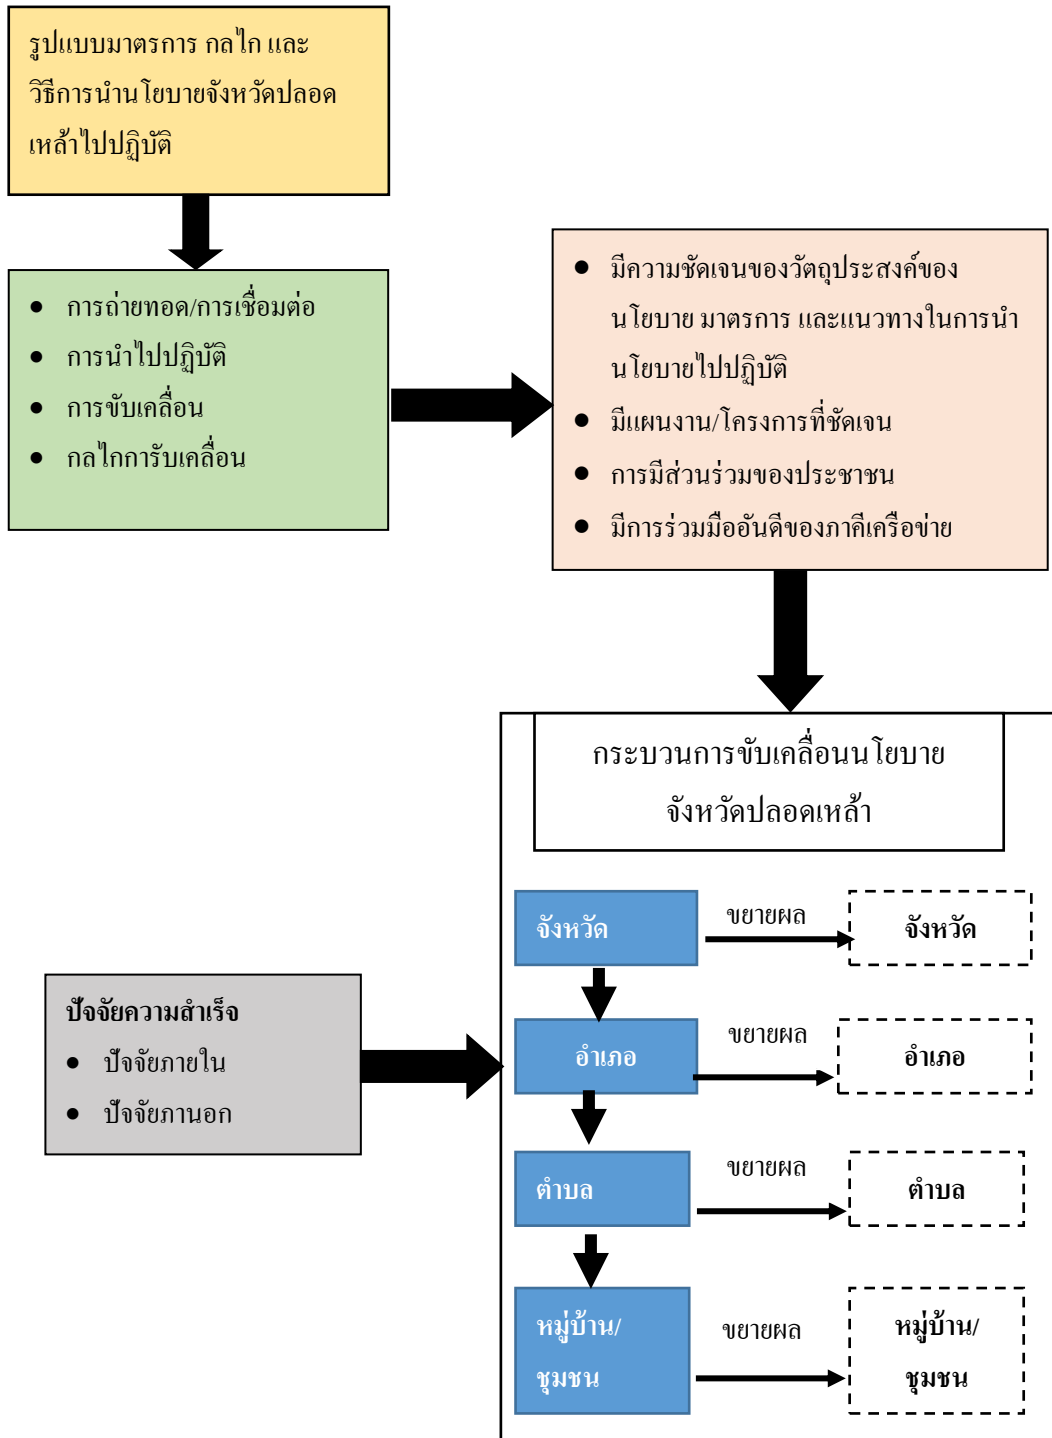 รูปแบบมาตรการ กลไก และ
วิธีการนำนโยบายจังหวัดปลอด
เหล้าไปปฏิบัติ
● การถ่ายทอด/การเชื่อมต่อ
● การนำไปปฏิบัติ
● การขับเคลื่อน
● กลไกการับเคลื่อน
● มีความชัดเจนของวัตถุประสงค์ของ
นโยบาย มาตรการ และแนวทางในการนำ
นโยบายไปปฏิบัติ
● มีแผนงาน/โครงการที่ชัดเจน
● การมีส่วนร่วมของประชาชน
● มีการร่วมมืออันดีของภาคีเครือข่าย
กระบวนการขับเคลื่อนนโยบาย
จังหวัดปลอดเหล้า
จังหวัด
ขยายผล
จังหวัด
ปัจจัยความสำเร็จ
● ปัจจัยภายใน
● ปัจจัยภานอก
อำเภอ
ขยายผล
อำเภอ
ตำบล
ขยายผล
ตำบล
หมู่บ้าน/
ชุมชน
ขยายผล
หมู่บ้าน/
ชุมชน